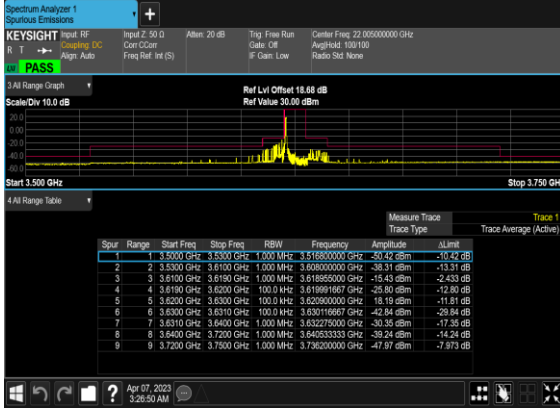 Spectrum Analyzer 1
Spurious Emissions
KEYSIGHT
Input: RF
Coupling: DC
Align: Auto
R T
LXI PASS
Input Z: 50 Ω
Corr CCorr
Freq Ref: Int (S)
Atten: 20 dB
Trig: Free Run
Gate: Off
IF Gain: Low
Center Freq: 22.005000000 GHz
Avg|Hold: 100/100
Radio Std: None
3 All Range Graph
Scale/Div 10.0 dB
Ref Lvl Offset 18.68 dB
Ref Value 30.00 dBm
20.0
0.00
-20.0
-40.0
-60.0
Start 3.500 GHz
Stop 3.750 GH
4 All Range Table
Measure Trace Trace 1
Trace Type Trace Average (Active)
Spur Range Start Freq Stop Freq RBW Frequency Amplitude ΔLimit
1 1 3.5000 GHz 3.5300 GHz 1.000 MHz 3.516800000 GHz -50.42 dBm -10.42 dB
2 2 3.5300 GHz 3.6100 GHz 1.000 MHz 3.608000000 GHz -38.31 dBm -13.31 dB
3 3 3.6100 GHz 3.6190 GHz 1.000 MHz 3.618955000 GHz -15.43 dBm -2.433 dB
4 4 3.6190 GHz 3.6200 GHz 100.0 kHz 3.619991667 GHz -25.80 dBm -12.80 dB
5 5 3.6200 GHz 3.6300 GHz 100.0 kHz 3.620900000 GHz 18.19 dBm -11.81 dB
6 6 3.6300 GHz 3.6310 GHz 100.0 kHz 3.630116667 GHz -42.84 dBm -29.84 dB
7 7 3.6310 GHz 3.6400 GHz 1.000 MHz 3.632275000 GHz -30.35 dBm -17.35 dB
8 8 3.6400 GHz 3.7200 GHz 1.000 MHz 3.640533333 GHz -39.24 dBm -14.24 dB
9 9 3.7200 GHz 3.7500 GHz 1.000 MHz 3.736200000 GHz -47.97 dBm -7.973 dB
Apr 07, 2023
3:26:50 AM